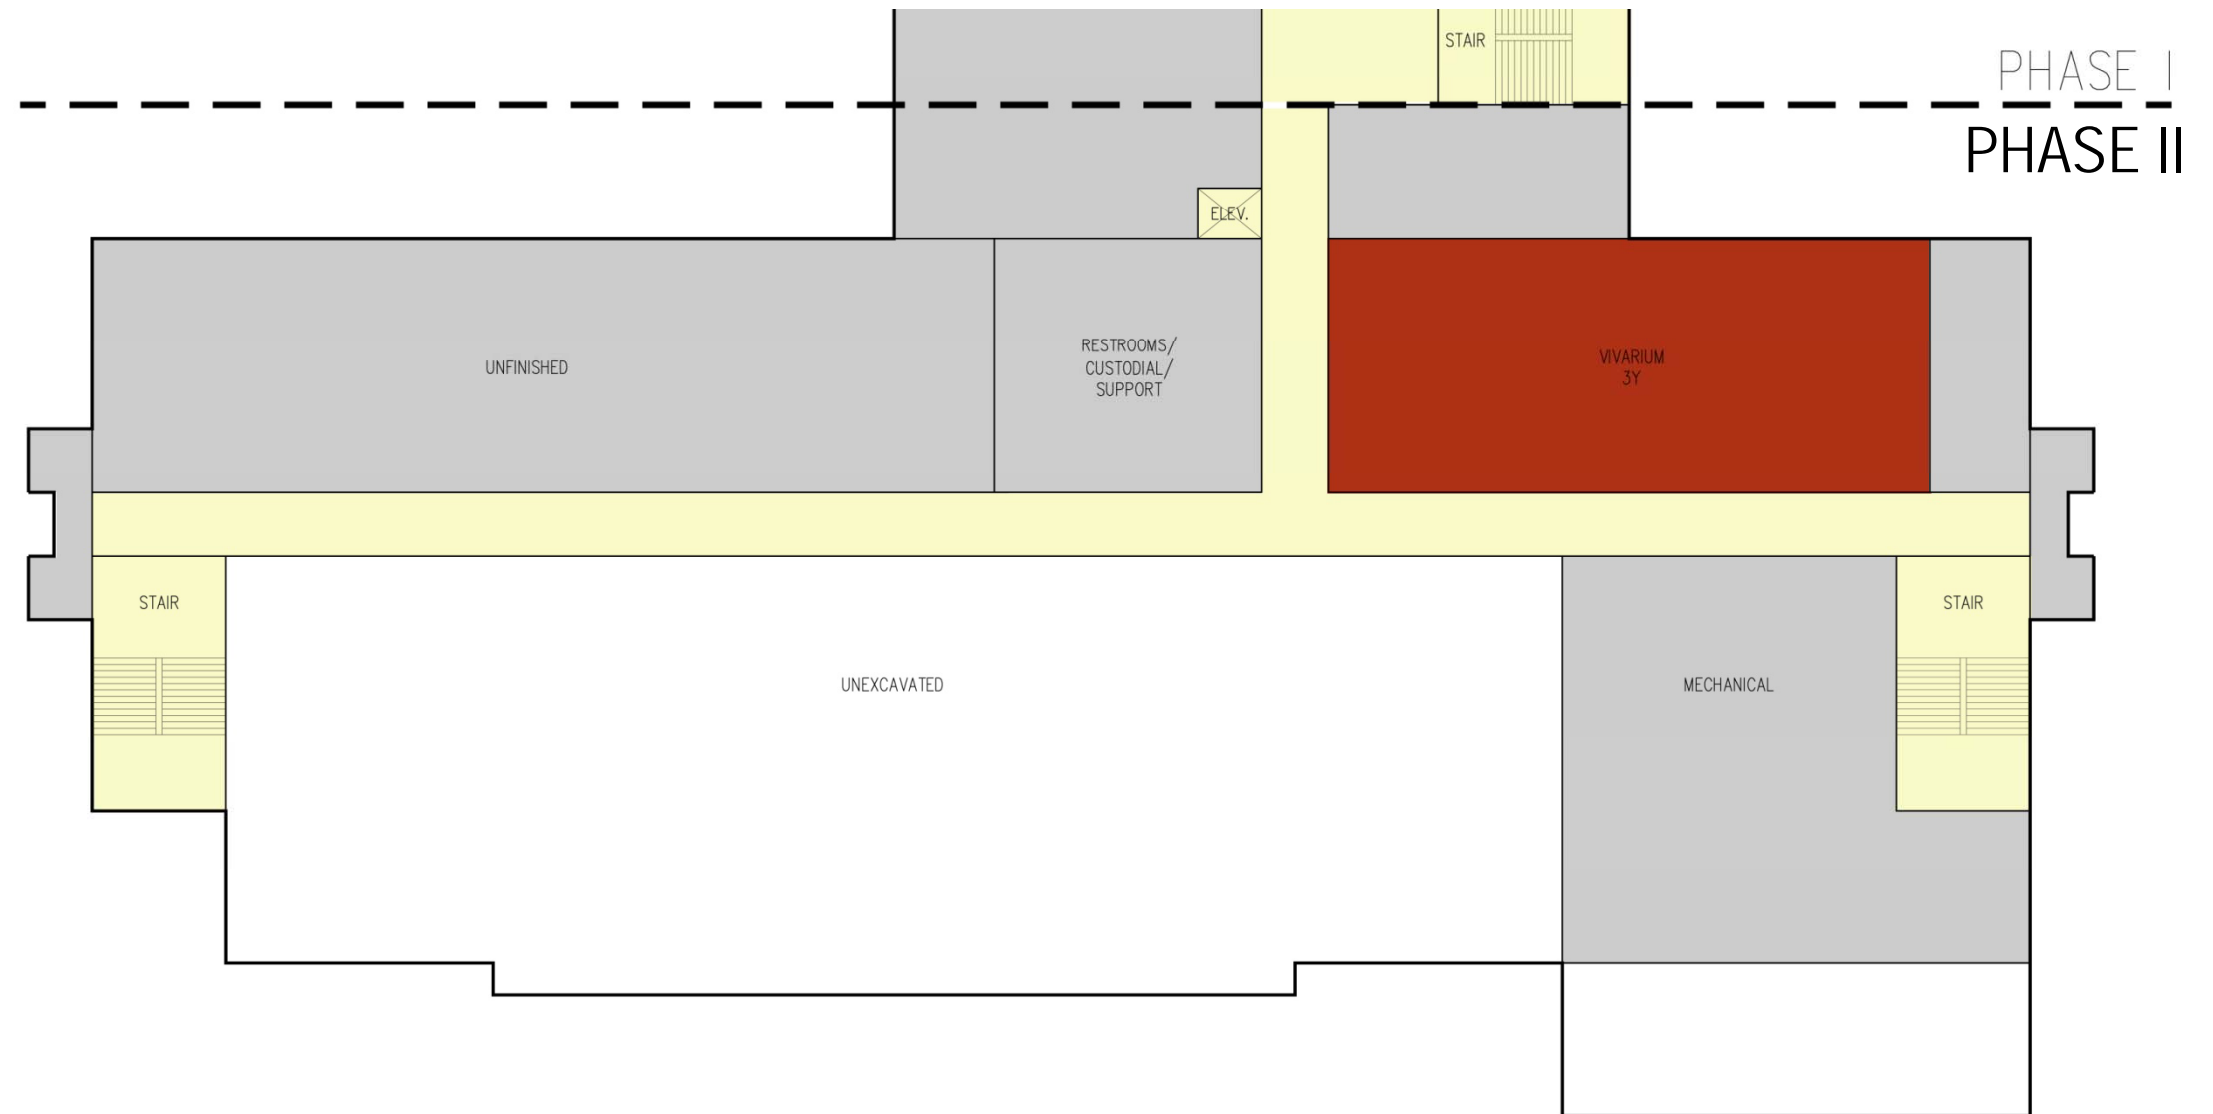 STAIR
PHASE I
PHASE II
ELEV.
UNFINISHED
RESTROOMS/
CUSTODIAL/
SUPPORT
VIVARIUM
3Y
STAIR
STAIR
UNEXCAVATED
MECHANICAL